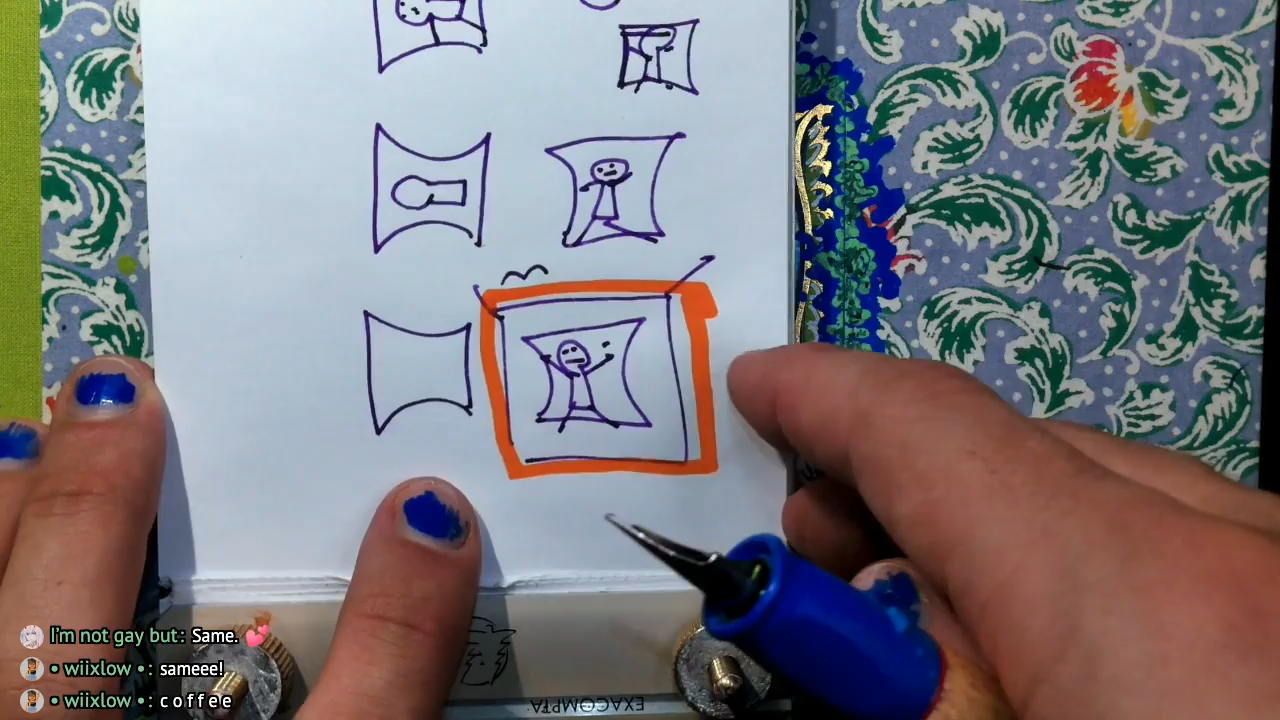 EXACOMPTA
I'm not gay but: Same. 💕
• wiixlow •: sameee!
• wiixlow •: c o f f e e